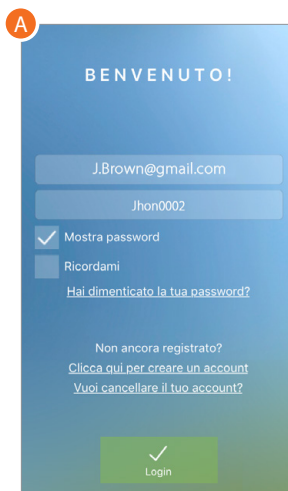 A
BENVENUTO!
J.Brown@gmail.com
Jhon0002
Mostra password
Ricordami
Hai dimenticato la tua password?
Non ancora registrato?
Clicca qui per creare un account
Vuoi cancellare il tuo account?
Login